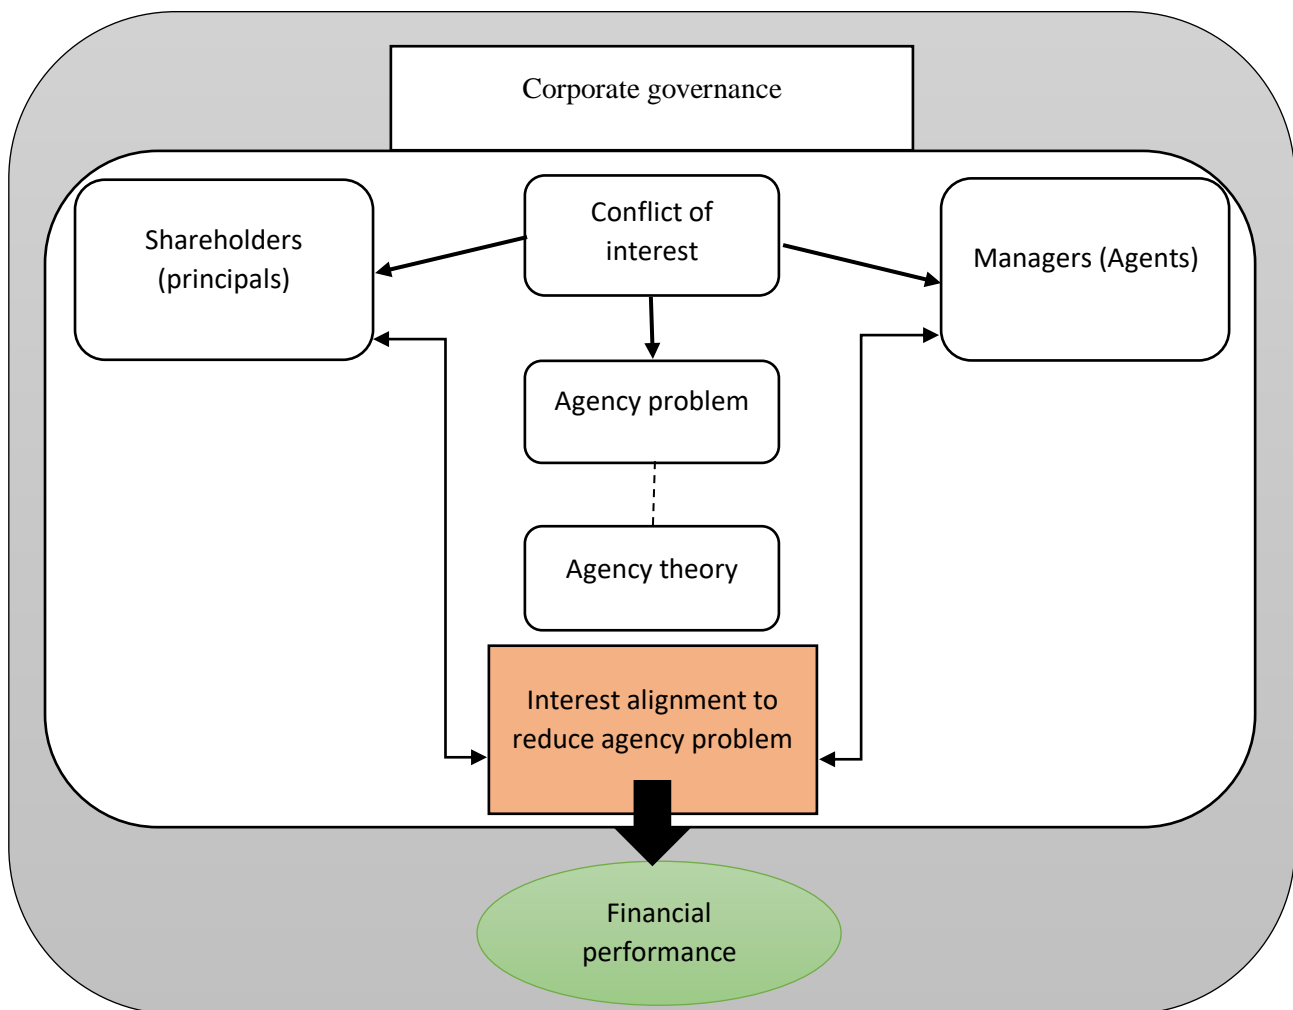 Corporate governance
Shareholders
(principals)
Conflict of
interest
Managers (Agents)
Agency problem
Agency theory
Interest alignment to
reduce agency problem
Financial
performance